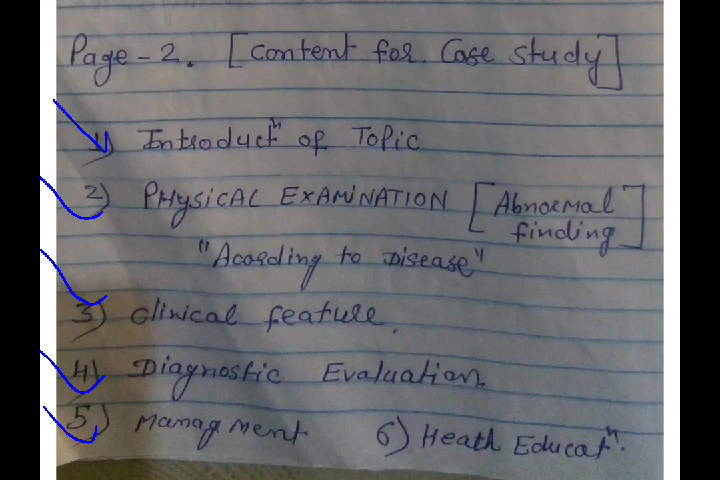 Page - 2. [Content for. Case study]
1) Introductⁿ of Topic
2) PHYSICAL EXAMINATION [Abnormal
finding]
"Acording to Disease"
3) Clinical feature.
4) Diagnostic Evaluation
5) Managment 6) Heath Educatⁿ.